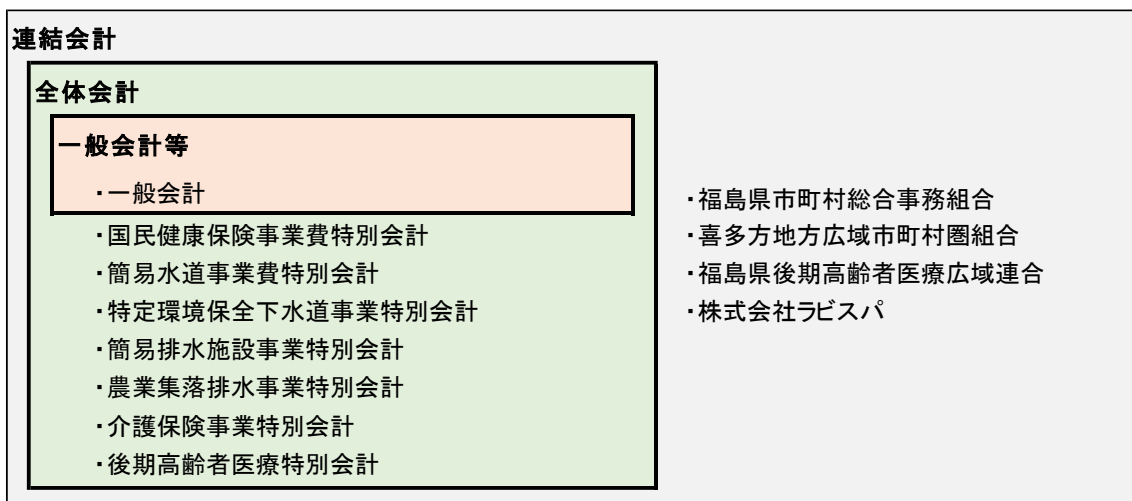 連結会計
全体会計
一般会計等
・一般会計
・国民健康保険事業費特別会計
・簡易水道事業費特別会計
・特定環境保全下水道事業特別会計
・簡易排水施設事業特別会計
・農業集落排水事業特別会計
・介護保険事業特別会計
・後期高齢者医療特別会計
・福島県市町村総合事務組合
・喜多方地方広域市町村圏組合
・福島県後期高齢者医療広域連合
・株式会社ラビスパ